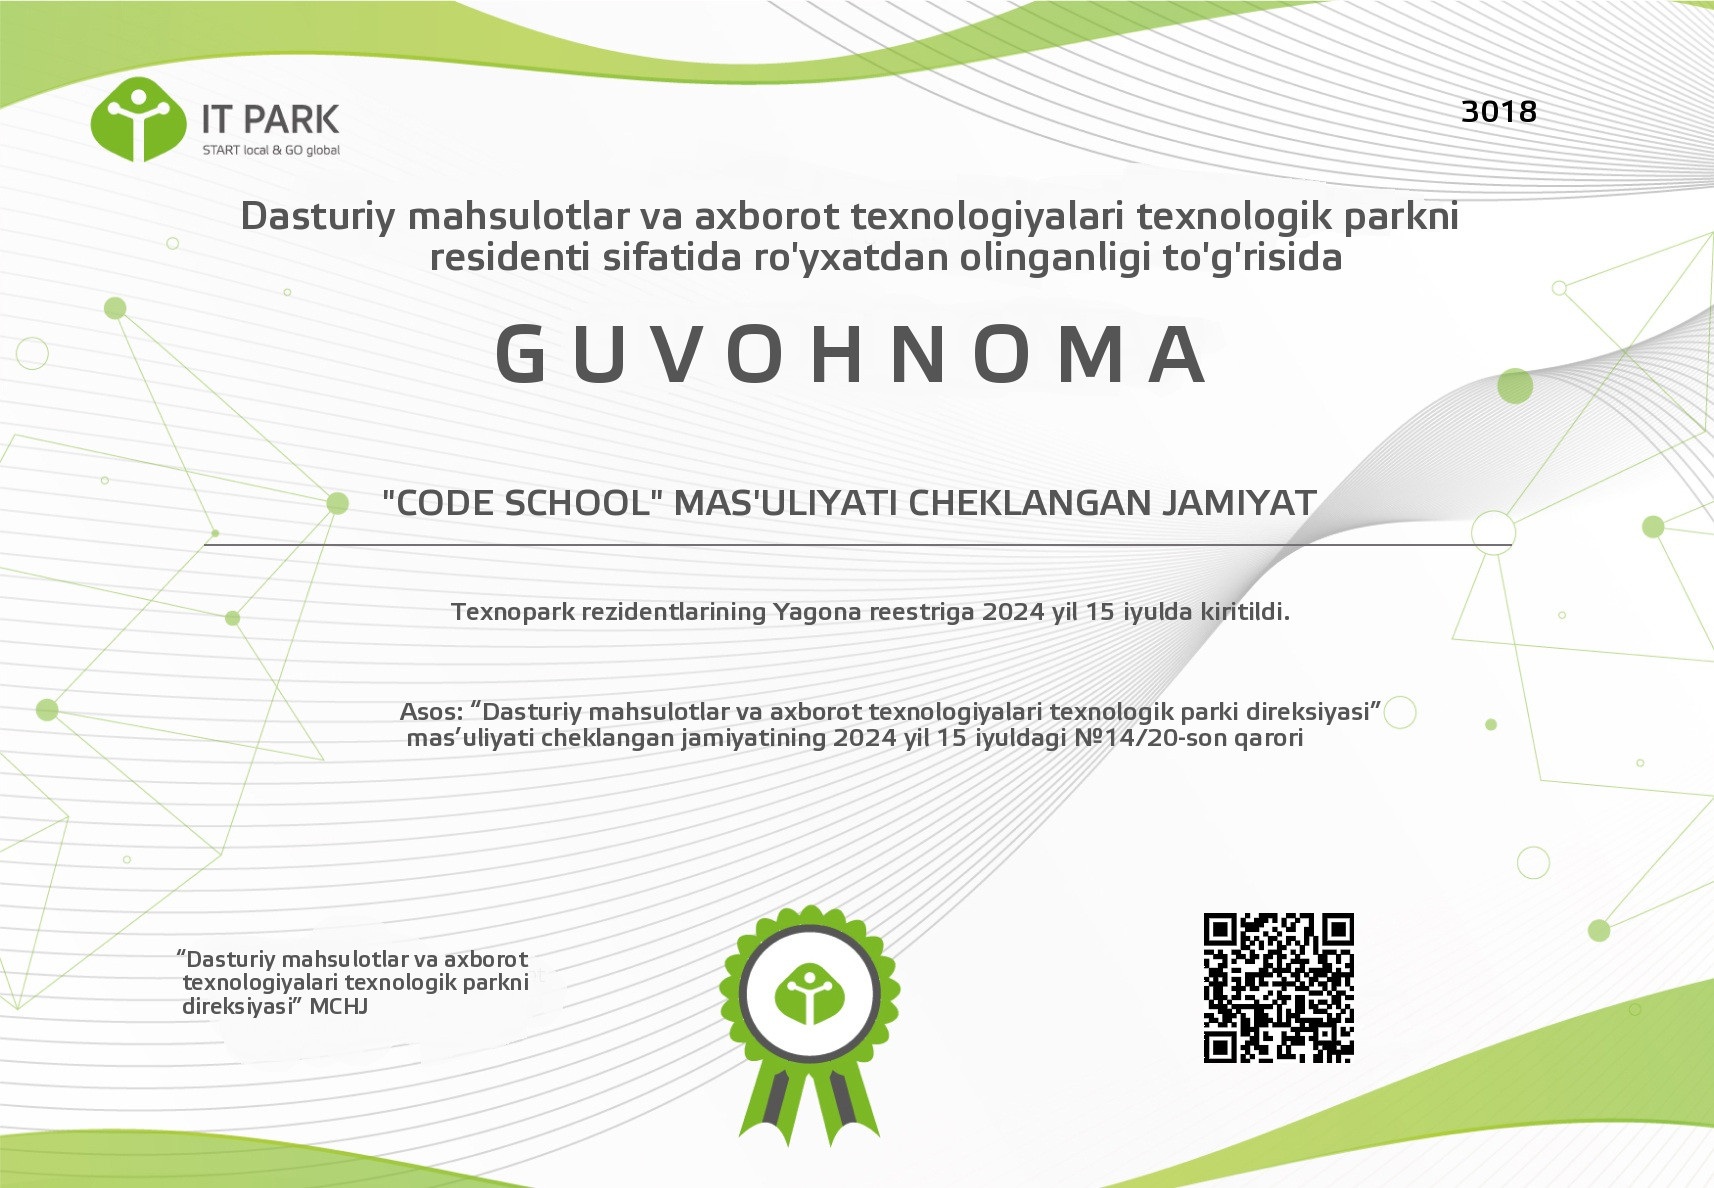 IT PARK
START local & GO global
3018
Dasturiy mahsulotlar va axborot texnologiyalari texnologik parkni
residenti sifatida ro'yxatdan olinganligi to'g'risida
GUVOHNOMA
"CODE SCHOOL" MAS'ULIYATI CHEKLANGAN JAMIYAT
Texnopark rezidentlarining Yagona reestriga 2024 yil 15 iyulda kiritildi.
Asos: “Dasturiy mahsulotlar va axborot texnologiyalari texnologik parki direksiyasi”
mas’uliyati cheklangan jamiyatining 2024 yil 15 iyuldagi №14/20-son qarori
“Dasturiy mahsulotlar va axborot
texnologiyalari texnologik parkni
direksiyasi” MCHJ